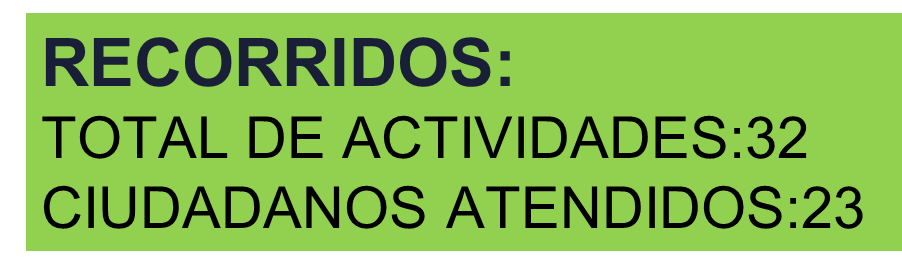 RECORRIDOS:
TOTAL DE ACTIVIDADES:32
CIUDADANOS ATENDIDOS:23